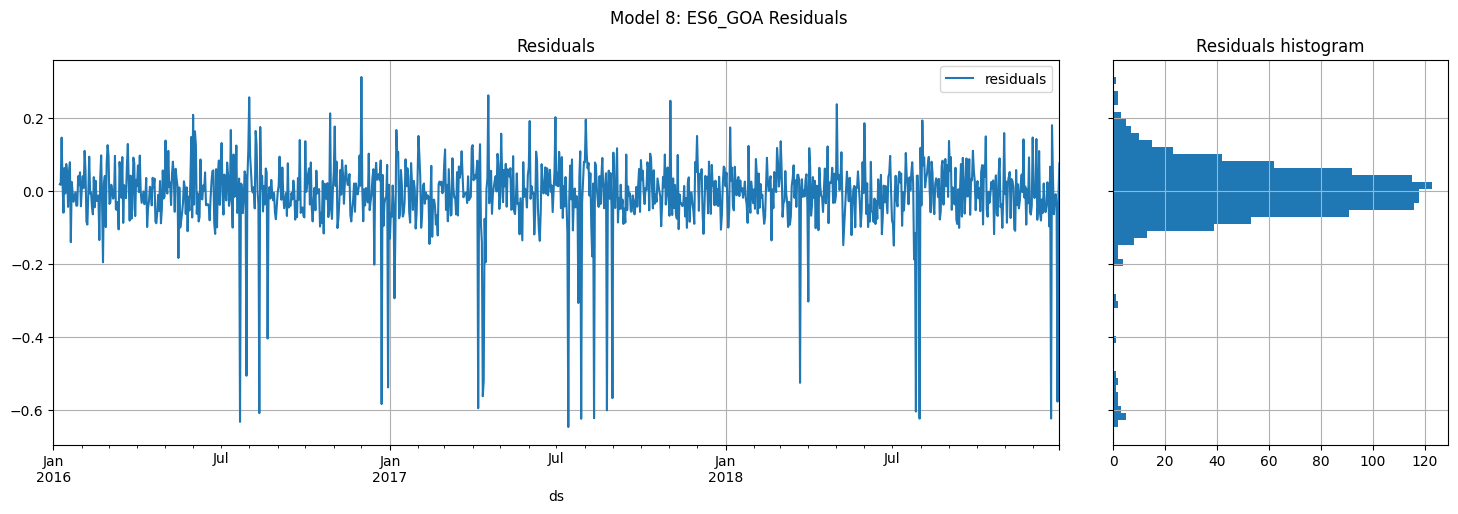 Model 8: ES6_GOA Residuals
Residuals
Residuals histogram
residuals
0.2
0.0
−0.2
−0.4
−0.6
Jan
2016
Jul
Jan
2017
Jul
Jan
2018
Jul
ds
0 20 40 60 80 100 120